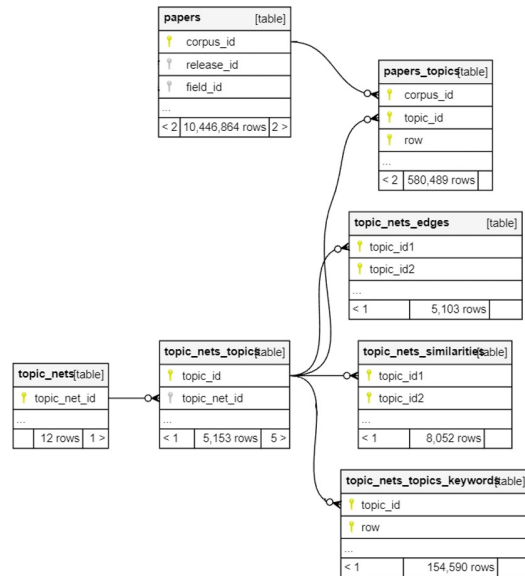 papers [table]
corpus_id
release_id
field_id
...
< 2 10,446,864 rows 2 >
papers_topics [table]
corpus_id
topic_id
row
...
< 2 580,489 rows
topic_nets_edges [table]
topic_id1
topic_id2
...
< 1 5,103 rows
topic_nets [table]
topic_net_id
...
12 rows 1 >
topic_nets_topics [table]
topic_id
topic_net_id
...
< 1 5,153 rows 5 >
topic_nets_similarities [table]
topic_id1
topic_id2
...
< 1 8,052 rows
topic_nets_topics_keywords [table]
topic_id
row
...
< 1 154,590 rows